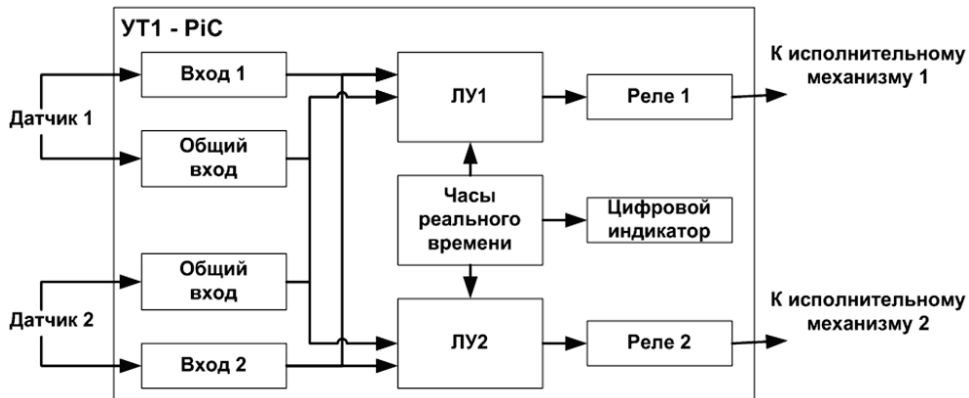 УТ1 - PiC
Вход 1
Датчик 1
Общий
вход
ЛУ1
Реле 1
К исполнительному
механизму 1
Часы
реального
времени
Цифровой
индикатор
Общий
вход
Датчик 2
Вход 2
ЛУ2
Реле 2
К исполнительному
механизму 2